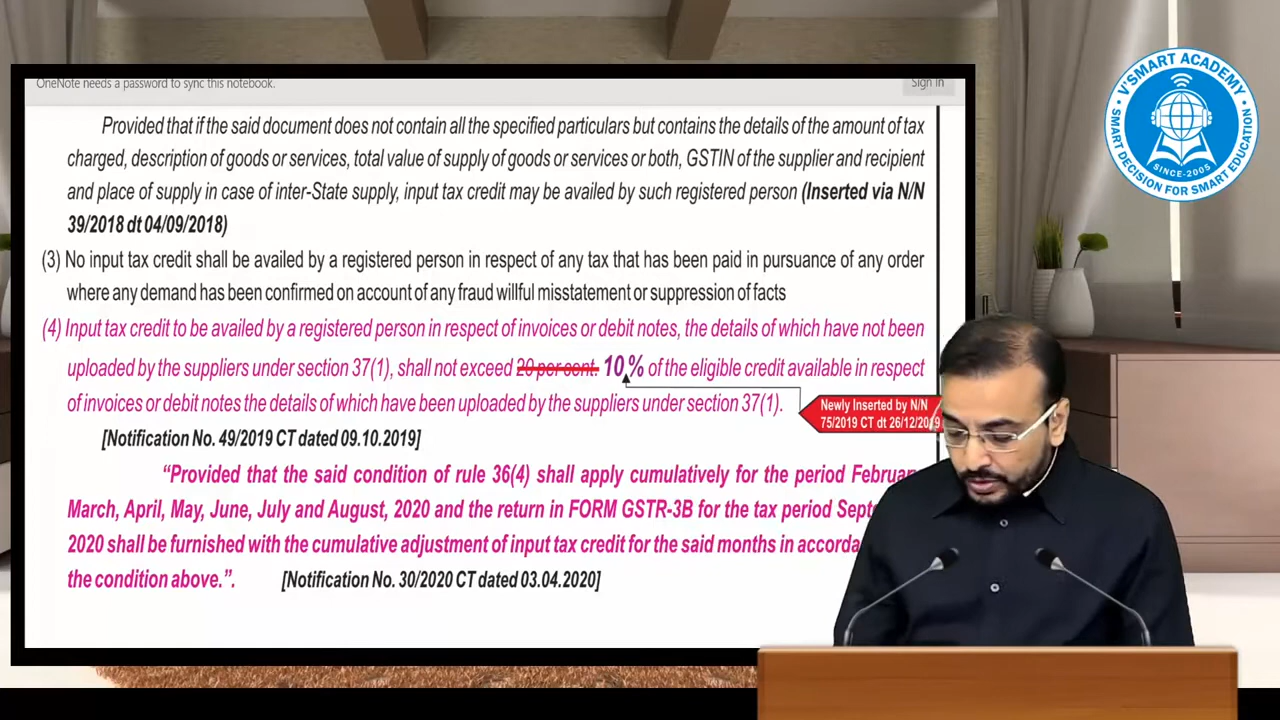 OneNote needs a password to sync this notebook.
Sign in
Provided that if the said document does not contain all the specified particulars but contains the details of the amount of tax
charged, description of goods or services, total value of supply of goods or services or both, GSTIN of the supplier and recipient
and place of supply in case of inter-State supply, input tax credit may be availed by such registered person (Inserted via N/N
39/2018 dt 04/09/2018)
(3) No input tax credit shall be availed by a registered person in respect of any tax that has been paid in pursuance of any order
where any demand has been confirmed on account of any fraud willful misstatement or suppression of facts
(4) Input tax credit to be availed by a registered person in respect of invoices or debit notes, the details of which have not been
uploaded by the suppliers under section 37(1), shall not exceed 20 per cent. 10% of the eligible credit available in respect
of invoices or debit notes the details of which have been uploaded by the suppliers under section 37(1).
Newly Inserted by N/N
75/2019 CT dt 26/12/2019
[Notification No. 49/2019 CT dated 09.10.2019]
“Provided that the said condition of rule 36(4) shall apply cumulatively for the period
March, April, May, June, July and August, 2020 and the return in FORM GSTR-3B for the tax period
2020 shall be furnished with the cumulative adjustment of input tax credit for the said months in
the condition above.”. [Notification No. 30/2020 CT dated 03.04.2020]
V'SMART ACADEMY
SINCE-2005
SMART DECISION FOR SMART EDUCATION